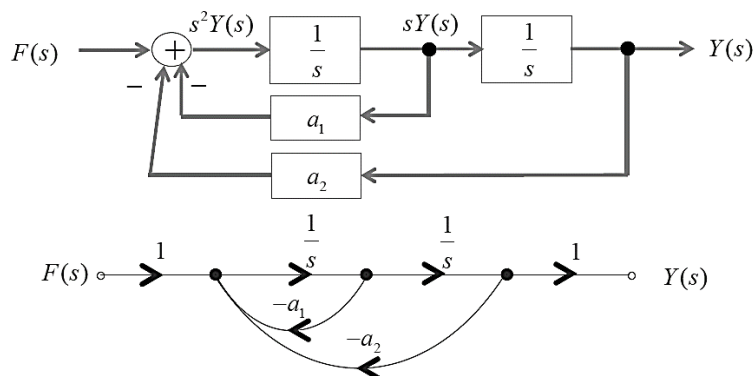 F(s) + s²Y(s) 1/s sY(s) 1/s Y(s)
− −
a₁
a₂
F(s) 1 1/s 1/s 1 Y(s)
−a₁
−a₂